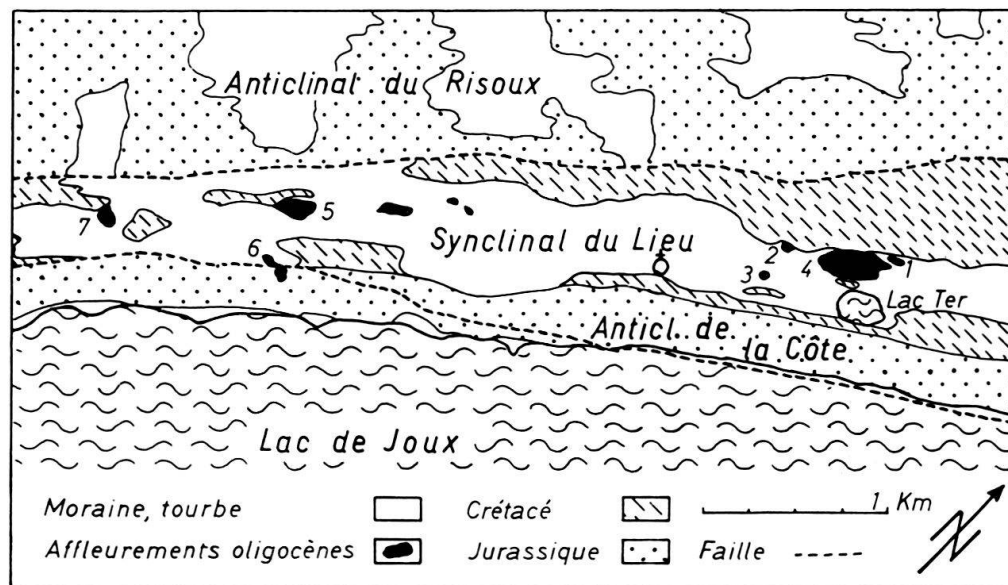 Anticlinal du Risoux
7
5
6
Synclinal du Lieu
2
3
4
1
Lac Ter
Anticl. de
la Côte
Lac de Joux
Moraine, tourbe
Crétacé
1 Km
Affleurements oligocènes
Jurassique
Faille
N